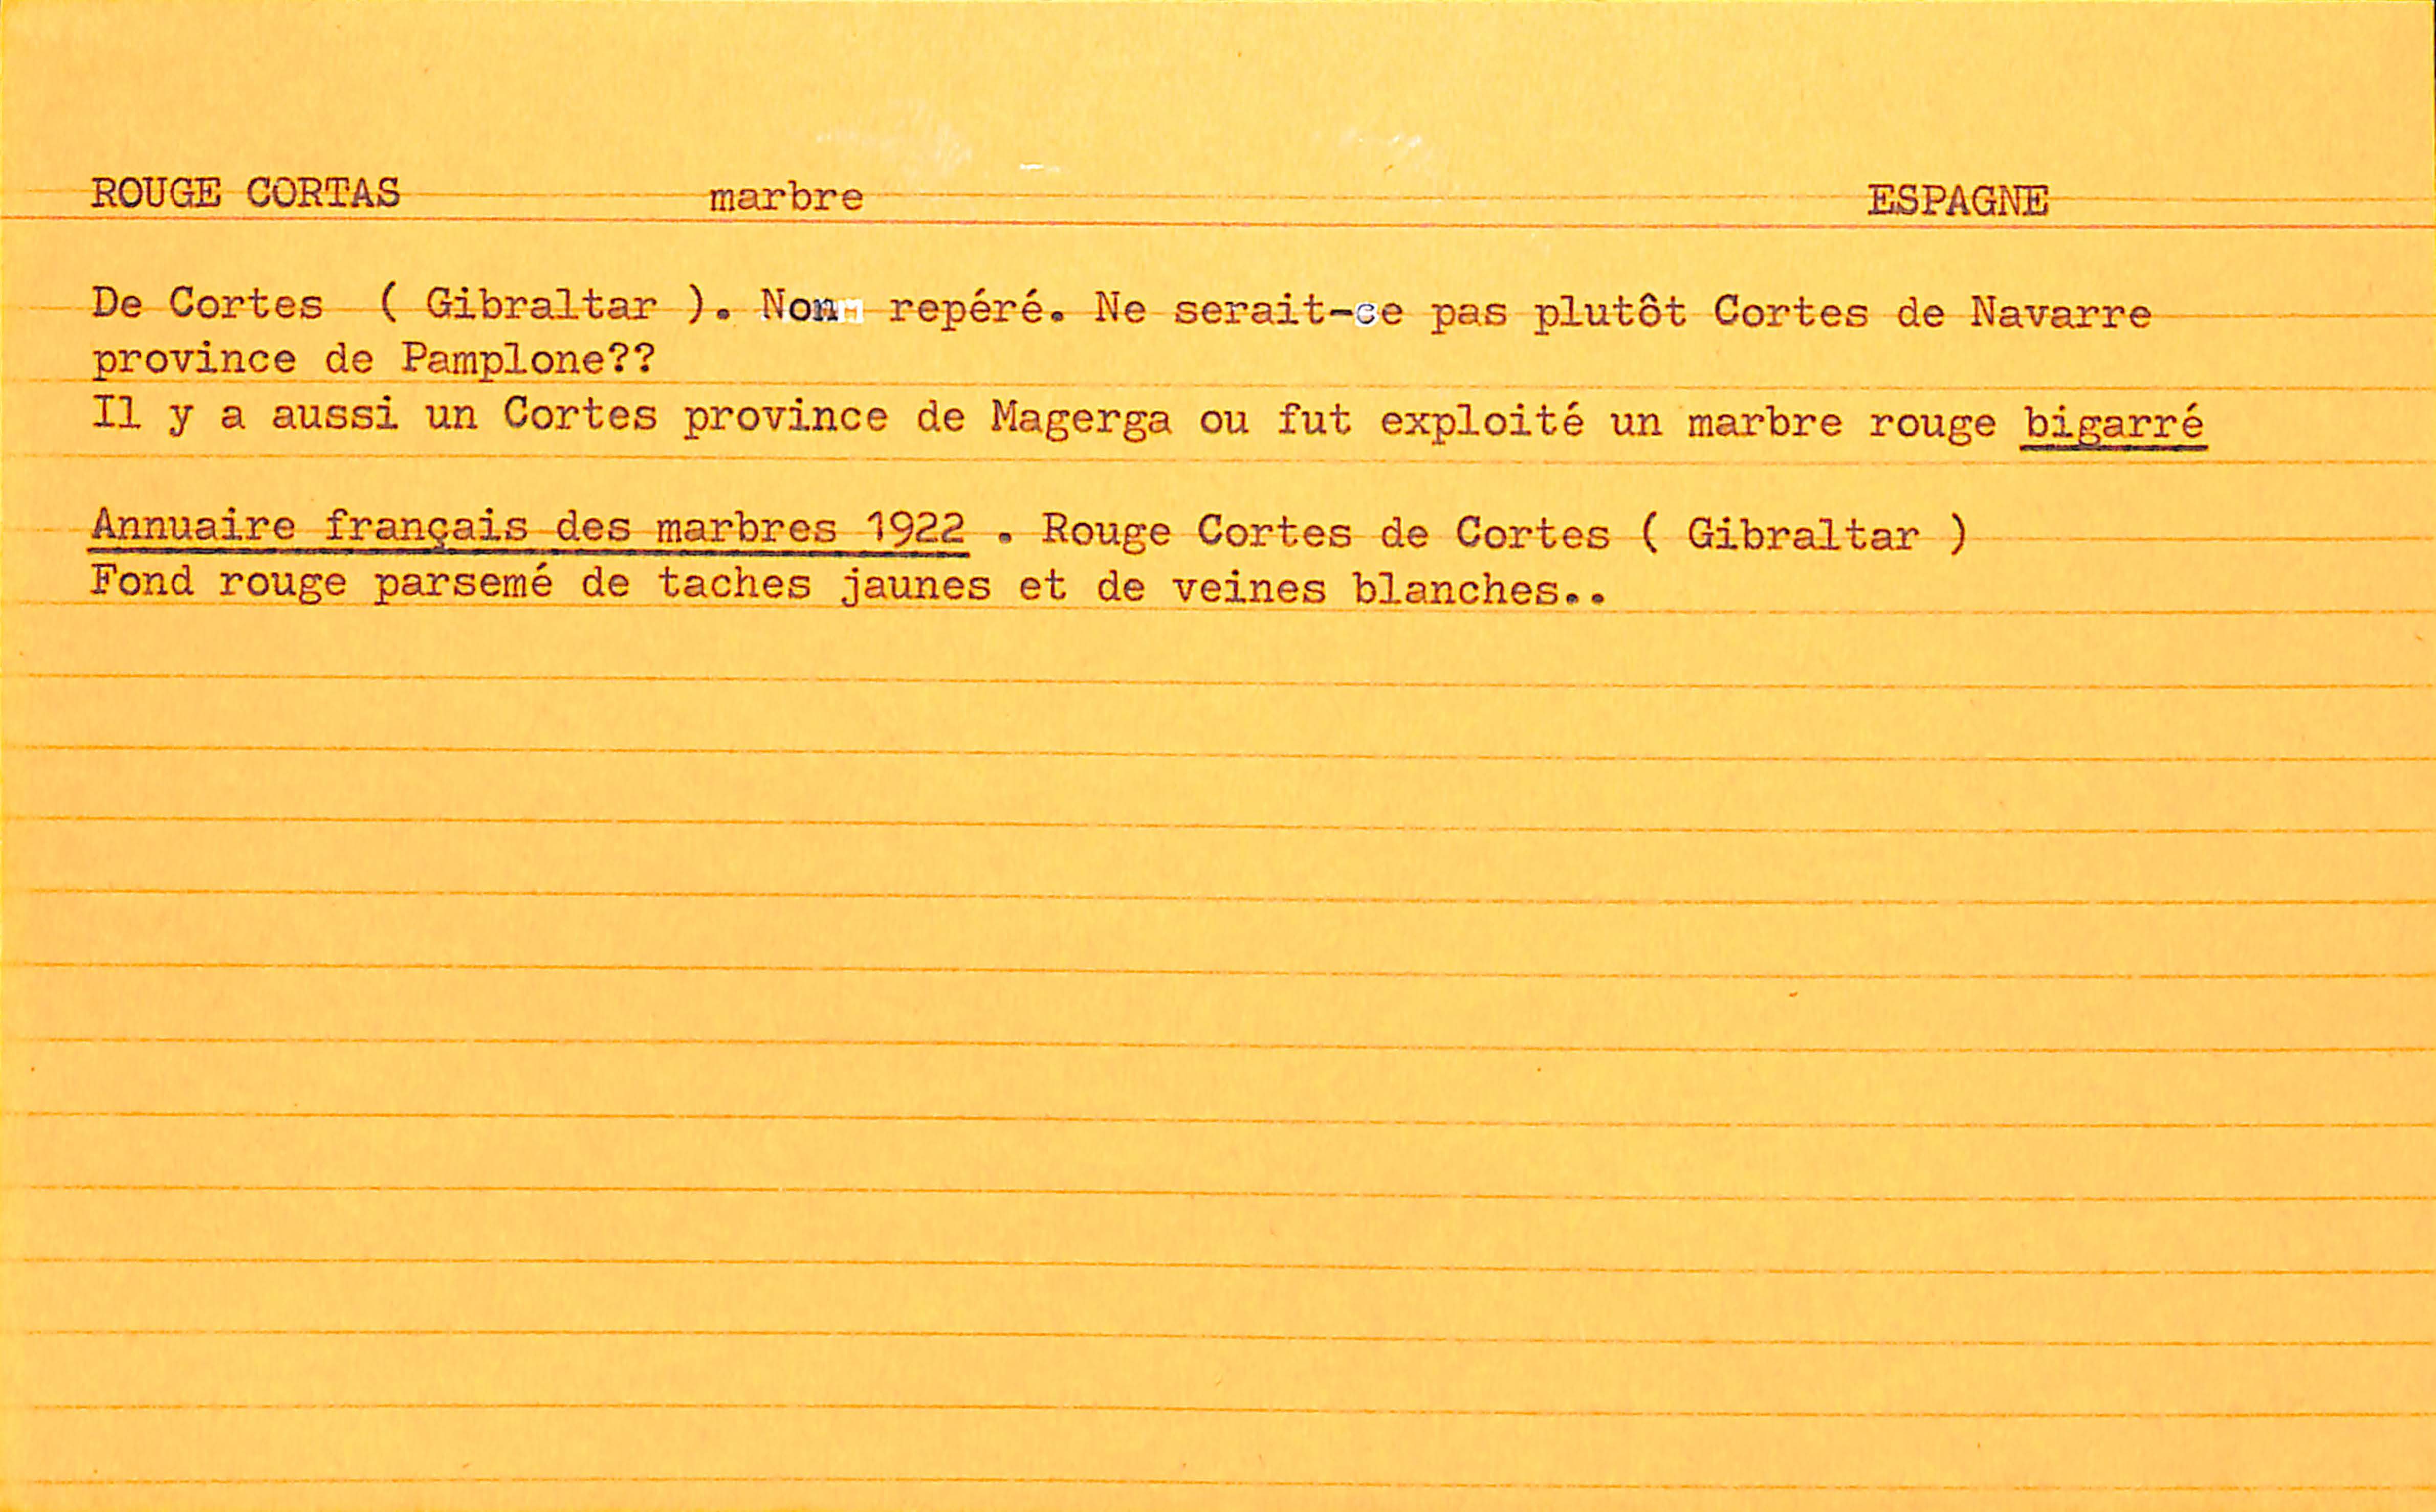 ROUGE CORTAS marbre ESPAGNE
De Cortes ( Gibraltar ). Non repéré. Ne serait-ce pas plutôt Cortes de Navarre
province de Pamplone??
Il y a aussi un Cortes province de Magerga ou fut exploité un marbre rouge bigarré
Annuaire français des marbres 1922 . Rouge Cortes de Cortes ( Gibraltar )
Fond rouge parsemé de taches jaunes et de veines blanches..